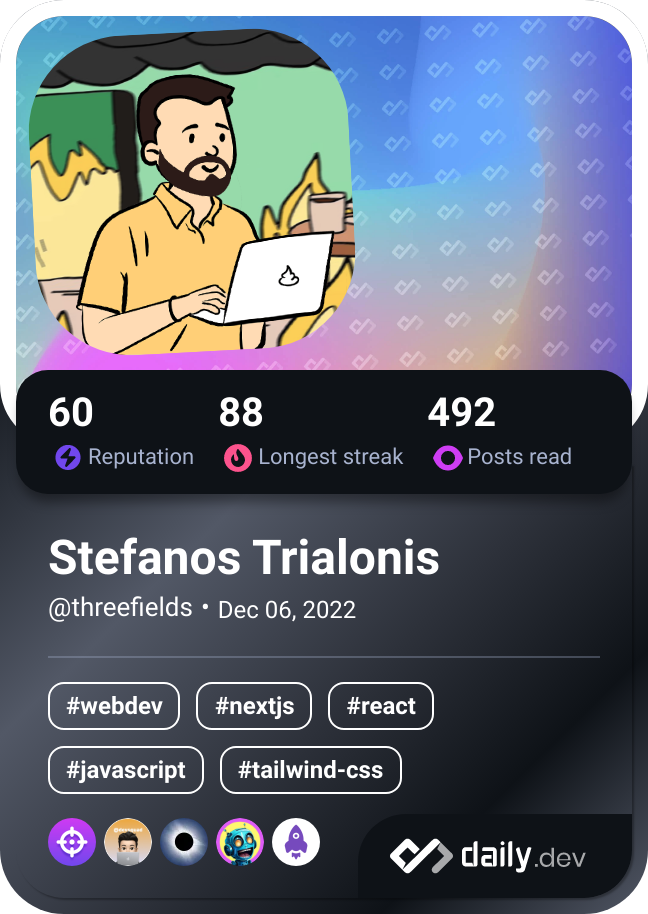 60 88 492
Reputation Longest streak Posts read
Stefanos Trialonis
@threefields • Dec 06, 2022
#webdev #nextjs #react
#javascript #tailwind-css
daily.dev